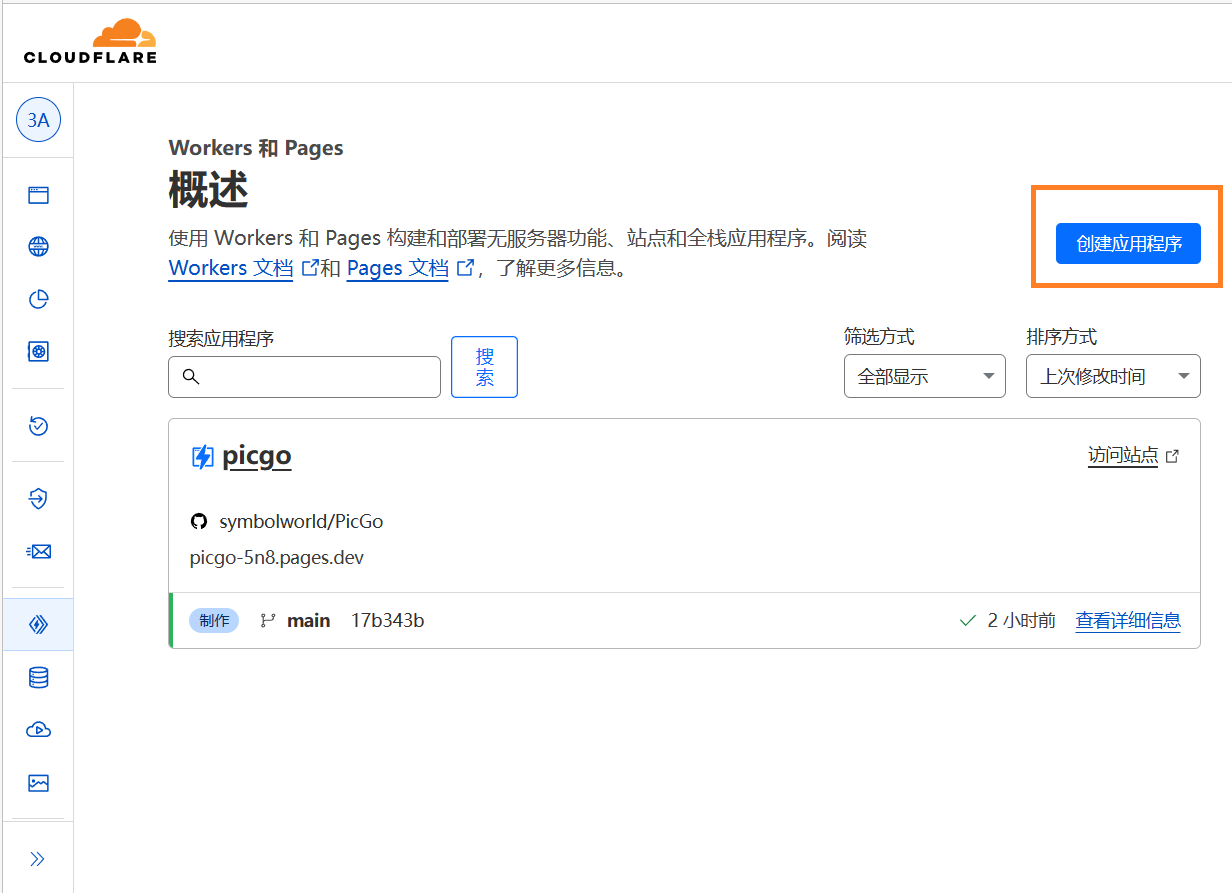 CLOUDFLARE
3A
Workers 和 Pages
概述
使用 Workers 和 Pages 构建和部署无服务器功能、站点和全栈应用程序。阅读
Workers 文档 和 Pages 文档 ，了解更多信息。
创建应用程序
搜索应用程序
搜
索
筛选方式
全部显示
排序方式
上次修改时间
picgo
访问站点
symbolworld/PicGo
picgo-5n8.pages.dev
制作 main 17b343b
2 小时前 查看详细信息